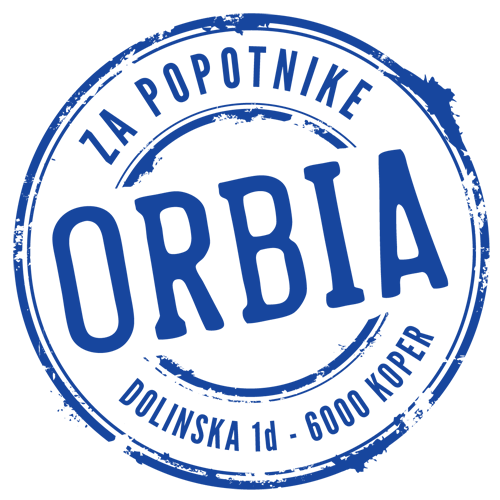 ZA POPOTNIKE
ORBIA
DOLINSKA 1d - 6000 KOPER